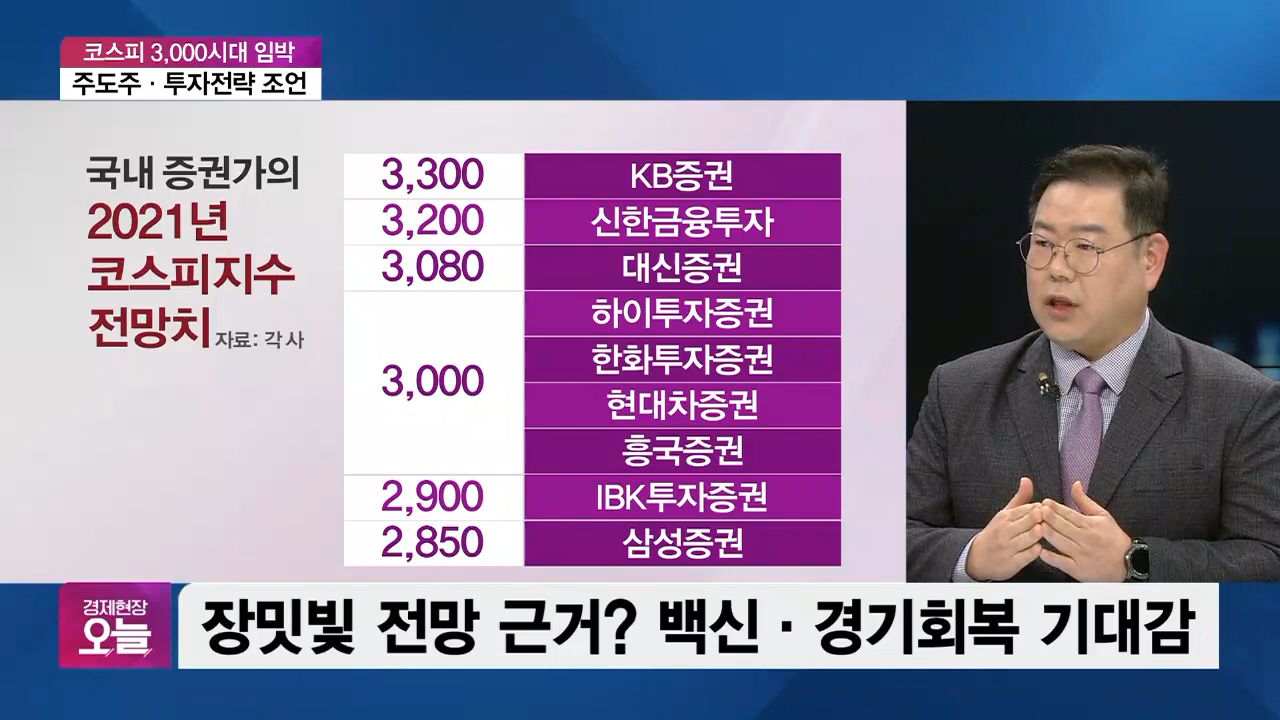 코스피 3,000시대 임박
주도주 · 투자전략 조언
국내 증권가의
2021년
코스피지수
전망치 자료: 각 사
3,300 KB증권
3,200 신한금융투자
3,080 대신증권
3,000 하이투자증권
한화투자증권
현대차증권
흥국증권
2,900 IBK투자증권
2,850 삼성증권
경제현장
오늘
장밋빛 전망 근거? 백신 · 경기회복 기대감